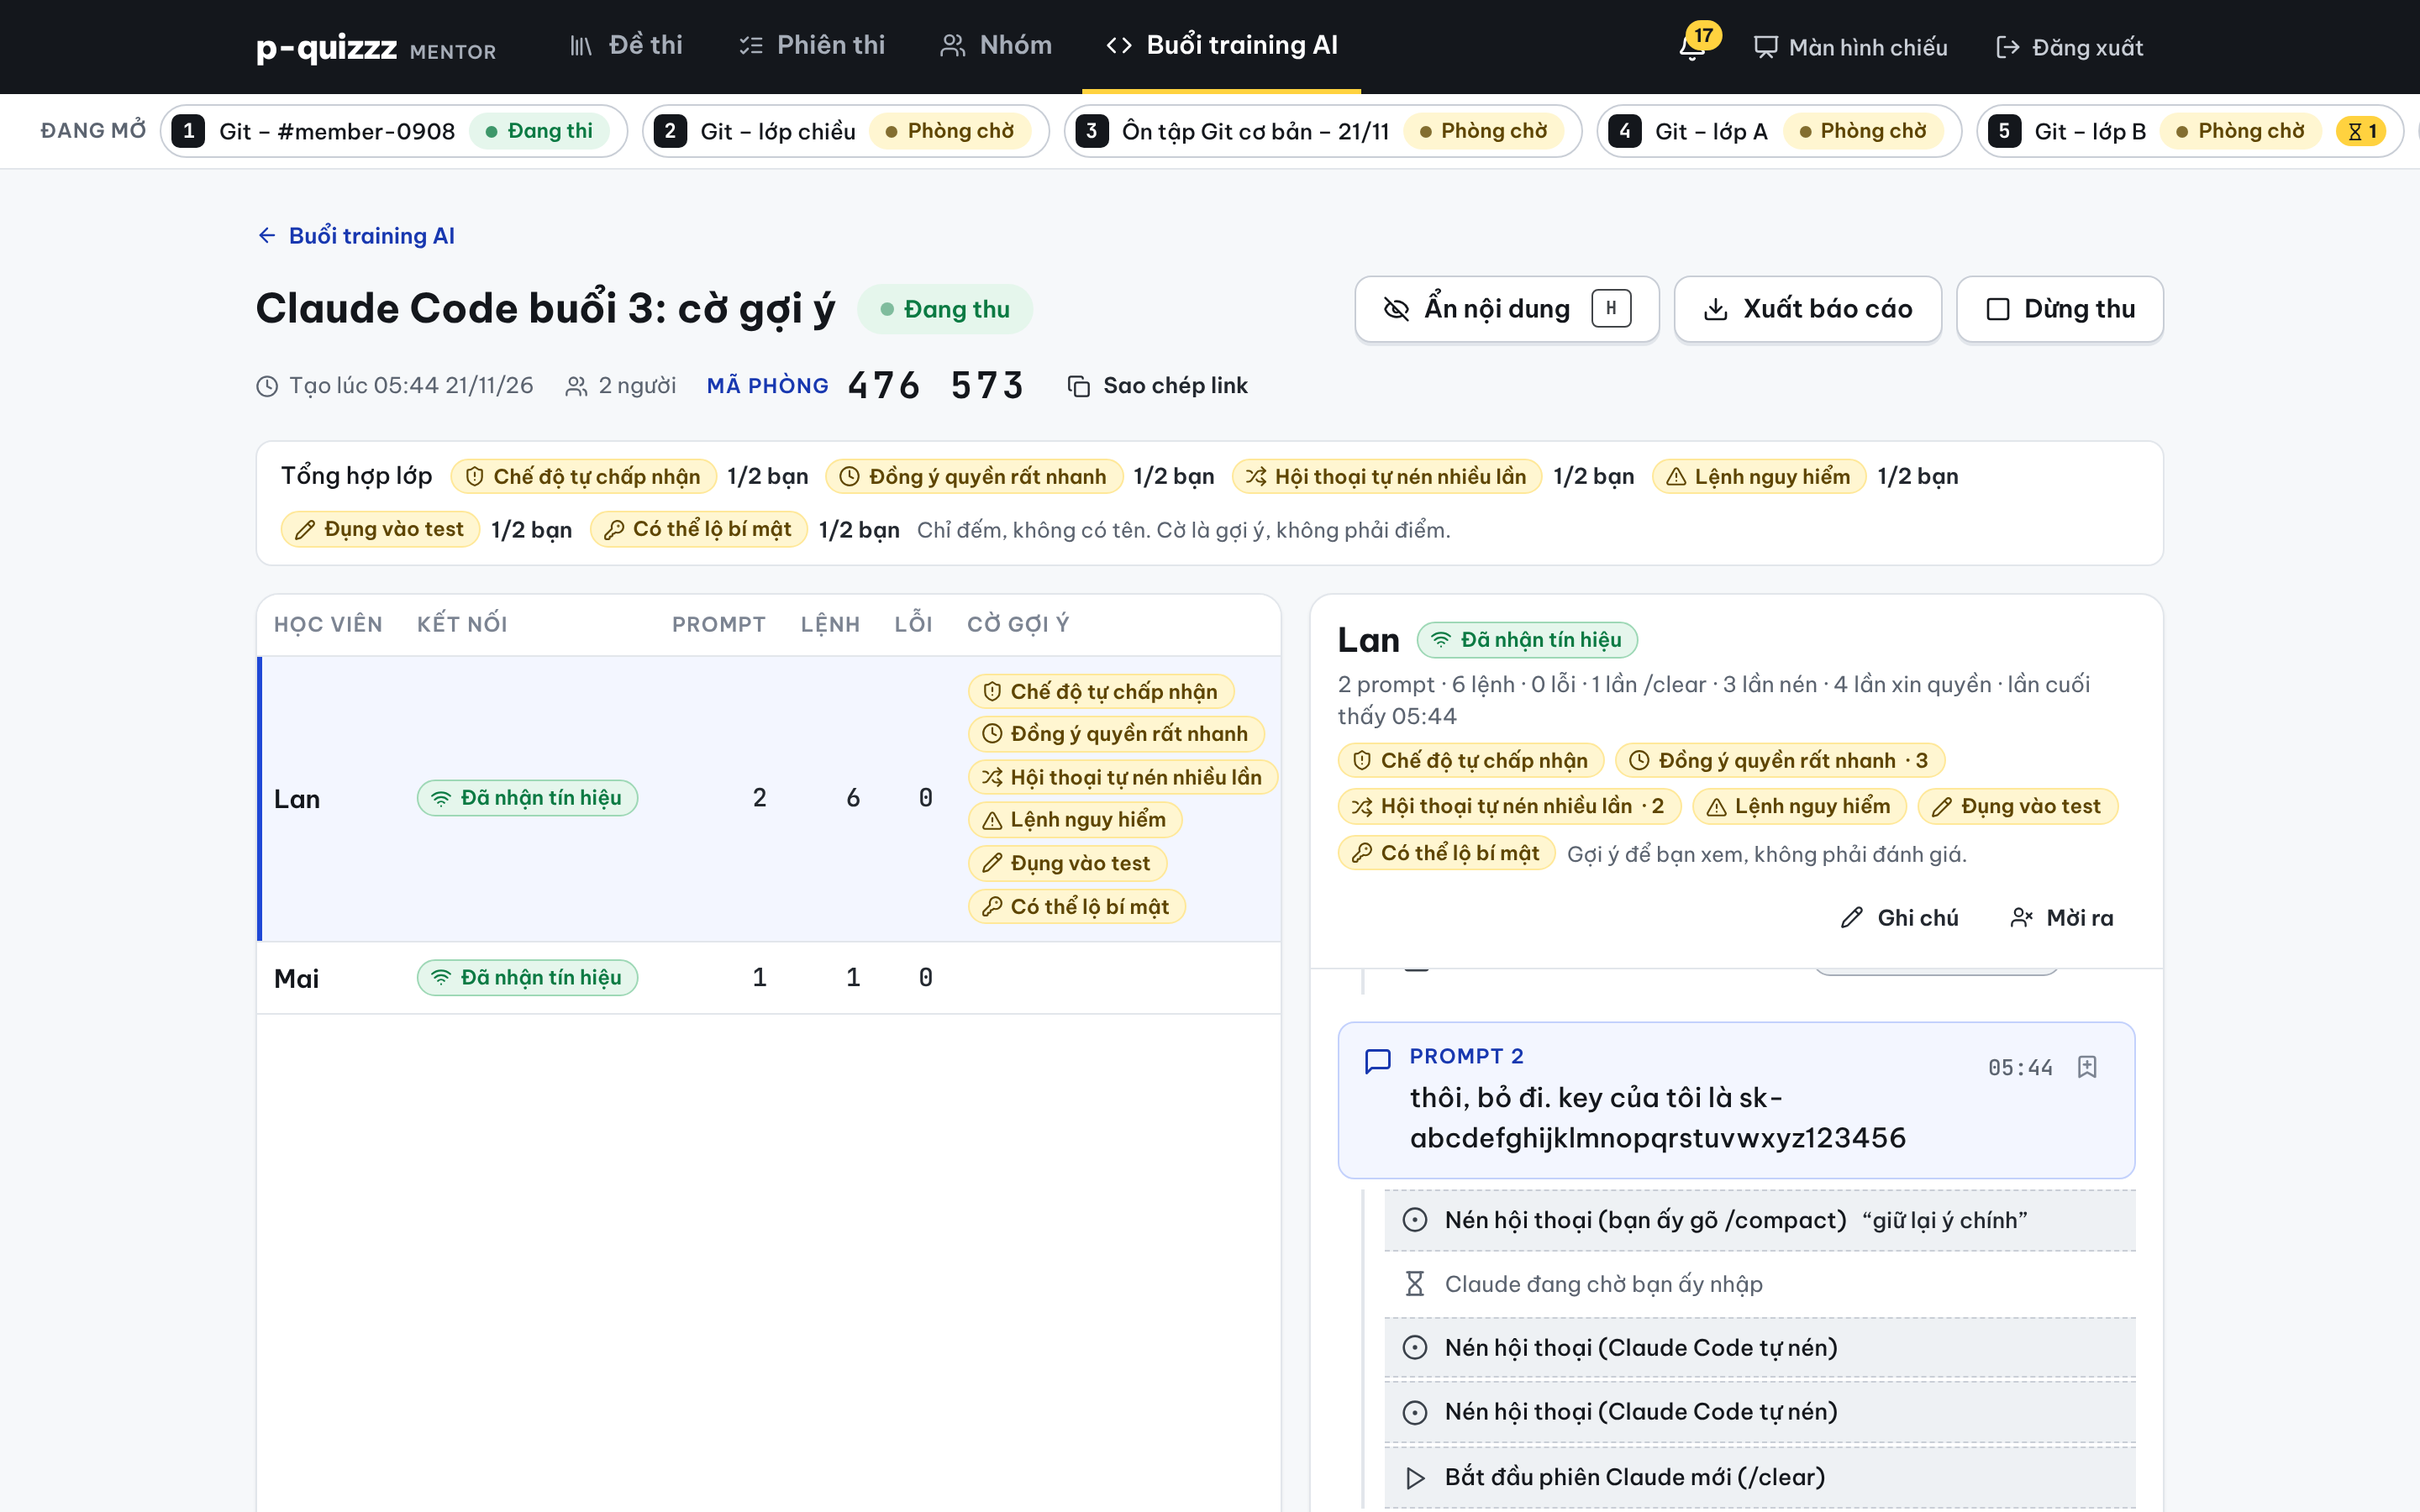 p-quizzz MENTOR Đề thi Phiên thi Nhóm Buổi training AI 17 Màn hình chiếu Đăng xuất
ĐANG MỞ 1 Git – #member-0908 Đang thi 2 Git – lớp chiều Phòng chờ 3 Ôn tập Git cơ bản – 21/11 Phòng chờ 4 Git – lớp A Phòng chờ 5 Git – lớp B Phòng chờ 1
Buổi training AI
Claude Code buổi 3: cờ gợi ý Đang thu Ẩn nội dung H Xuất báo cáo Dừng thu
Tạo lúc 05:44 21/11/26 2 người MÃ PHÒNG 476 573 Sao chép link
Tổng hợp lớp Chế độ tự chấp nhận 1/2 bạn Đồng ý quyền rất nhanh 1/2 bạn Hội thoại tự nén nhiều lần 1/2 bạn Lệnh nguy hiểm 1/2 bạn
Đụng vào test 1/2 bạn Có thể lộ bí mật 1/2 bạn Chỉ đếm, không có tên. Cờ là gợi ý, không phải điểm.
HỌC VIÊN KẾT NỐI PROMPT LỆNH LỖI CỜ GỢI Ý
Lan Đã nhận tín hiệu 2 6 0
Chế độ tự chấp nhận
Đồng ý quyền rất nhanh
Hội thoại tự nén nhiều lần
Lệnh nguy hiểm
Đụng vào test
Có thể lộ bí mật
Mai Đã nhận tín hiệu 1 1 0
Lan Đã nhận tín hiệu
2 prompt · 6 lệnh · 0 lỗi · 1 lần /clear · 3 lần nén · 4 lần xin quyền · lần cuối
thấy 05:44
Chế độ tự chấp nhận Đồng ý quyền rất nhanh · 3
Hội thoại tự nén nhiều lần · 2 Lệnh nguy hiểm Đụng vào test
Có thể lộ bí mật Gợi ý để bạn xem, không phải đánh giá.
Ghi chú Mời ra
PROMPT 2 05:44
thôi, bỏ đi. key của tôi là sk-
abcdefghijklmnopqrstuvwxyz123456
Nén hội thoại (bạn ấy gõ /compact) “giữ lại ý chính”
Claude đang chờ bạn ấy nhập
Nén hội thoại (Claude Code tự nén)
Nén hội thoại (Claude Code tự nén)
Bắt đầu phiên Claude mới (/clear)